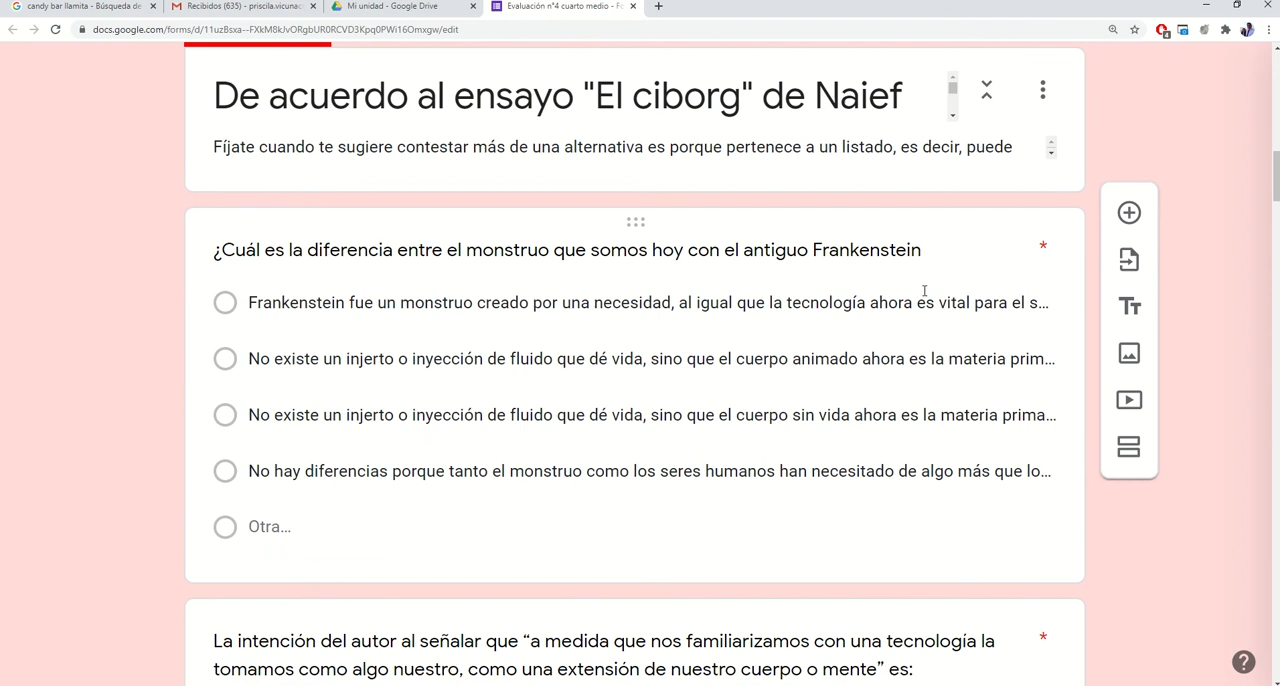 candy bar llamita - Búsqueda de
Recibidos (635) - priscila.vicunac
Mi unidad - Google Drive
Evaluación n°4 cuarto medio - Fo
docs.google.com/forms/d/11uzBsxa--FXkM8kJvORgbUR0RCVD3Kpq0PWi16Omxgw/edit
De acuerdo al ensayo "El ciborg" de Naief
Fíjate cuando te sugiere contestar más de una alternativa es porque pertenece a un listado, es decir, puede
¿Cuál es la diferencia entre el monstruo que somos hoy con el antiguo Frankenstein *
Frankenstein fue un monstruo creado por una necesidad, al igual que la tecnología ahora es vital para el s...
No existe un injerto o inyección de fluido que dé vida, sino que el cuerpo animado ahora es la materia prim...
No existe un injerto o inyección de fluido que dé vida, sino que el cuerpo sin vida ahora es la materia prima...
No hay diferencias porque tanto el monstruo como los seres humanos han necesitado de algo más que lo...
Otra...
La intención del autor al señalar que “a medida que nos familiarizamos con una tecnología la *
tomamos como algo nuestro, como una extensión de nuestro cuerpo o mente” es: